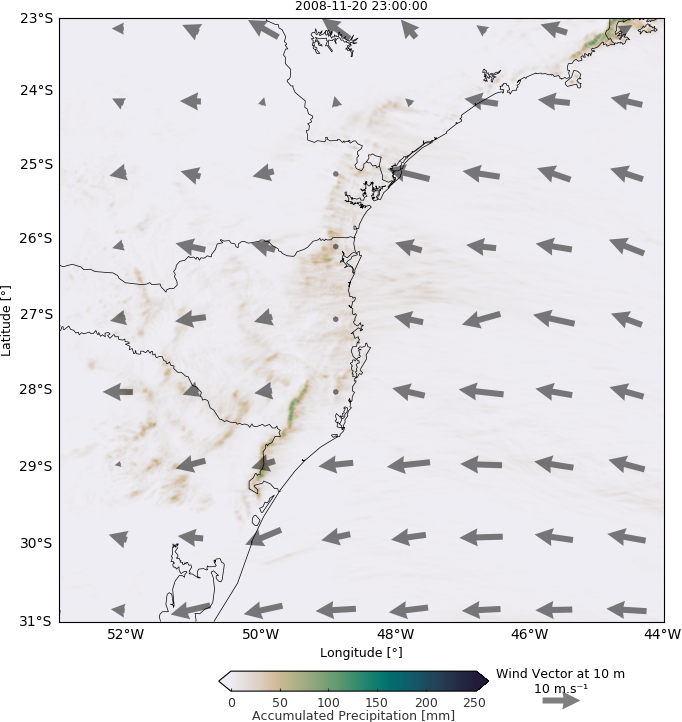 2008-11-20 23:00:00
23°S
24°S
25°S
26°S
27°S
28°S
29°S
30°S
31°S
Latitude [°]
52°W 50°W 48°W 46°W 44°W
Longitude [°]
0 50 100 150 200 250
Accumulated Precipitation [mm]
Wind Vector at 10 m
10 m.s⁻¹